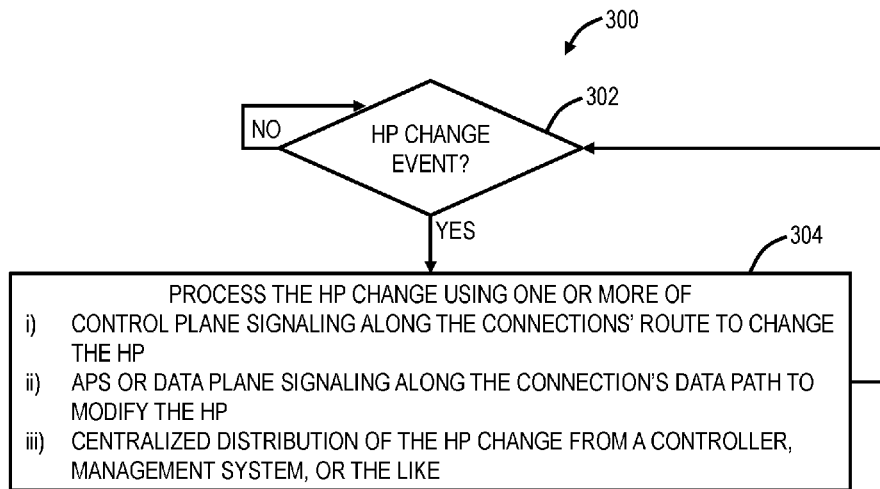 300
302
NO
HP CHANGE
EVENT?
YES
304
PROCESS THE HP CHANGE USING ONE OR MORE OF
i) CONTROL PLANE SIGNALING ALONG THE CONNECTIONS' ROUTE TO CHANGE
THE HP
ii) APS OR DATA PLANE SIGNALING ALONG THE CONNECTION'S DATA PATH TO
MODIFY THE HP
iii) CENTRALIZED DISTRIBUTION OF THE HP CHANGE FROM A CONTROLLER,
MANAGEMENT SYSTEM, OR THE LIKE